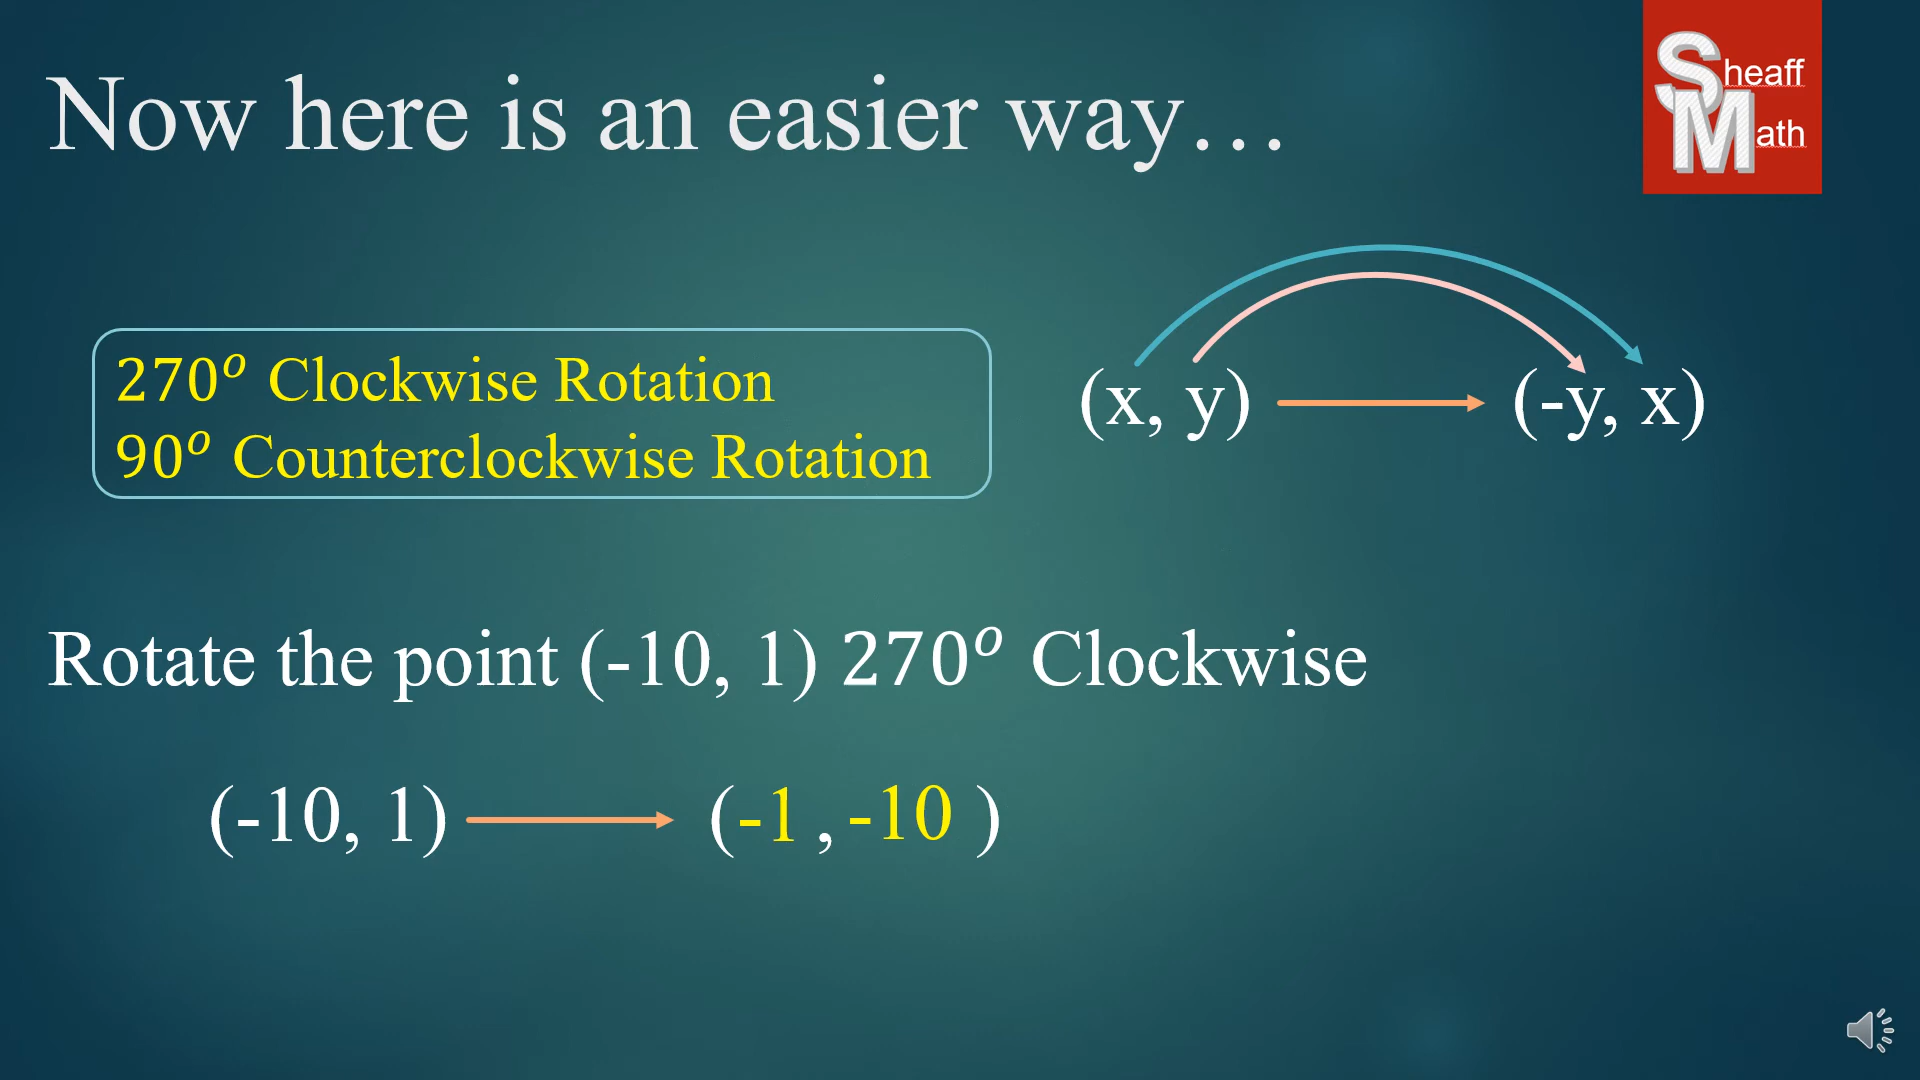 Now here is an easier way…
Sheaff
Math
270° Clockwise Rotation
90° Counterclockwise Rotation
(x, y) → (-y, x)
Rotate the point (-10, 1) 270° Clockwise
(-10, 1) → (-1 , -10 )